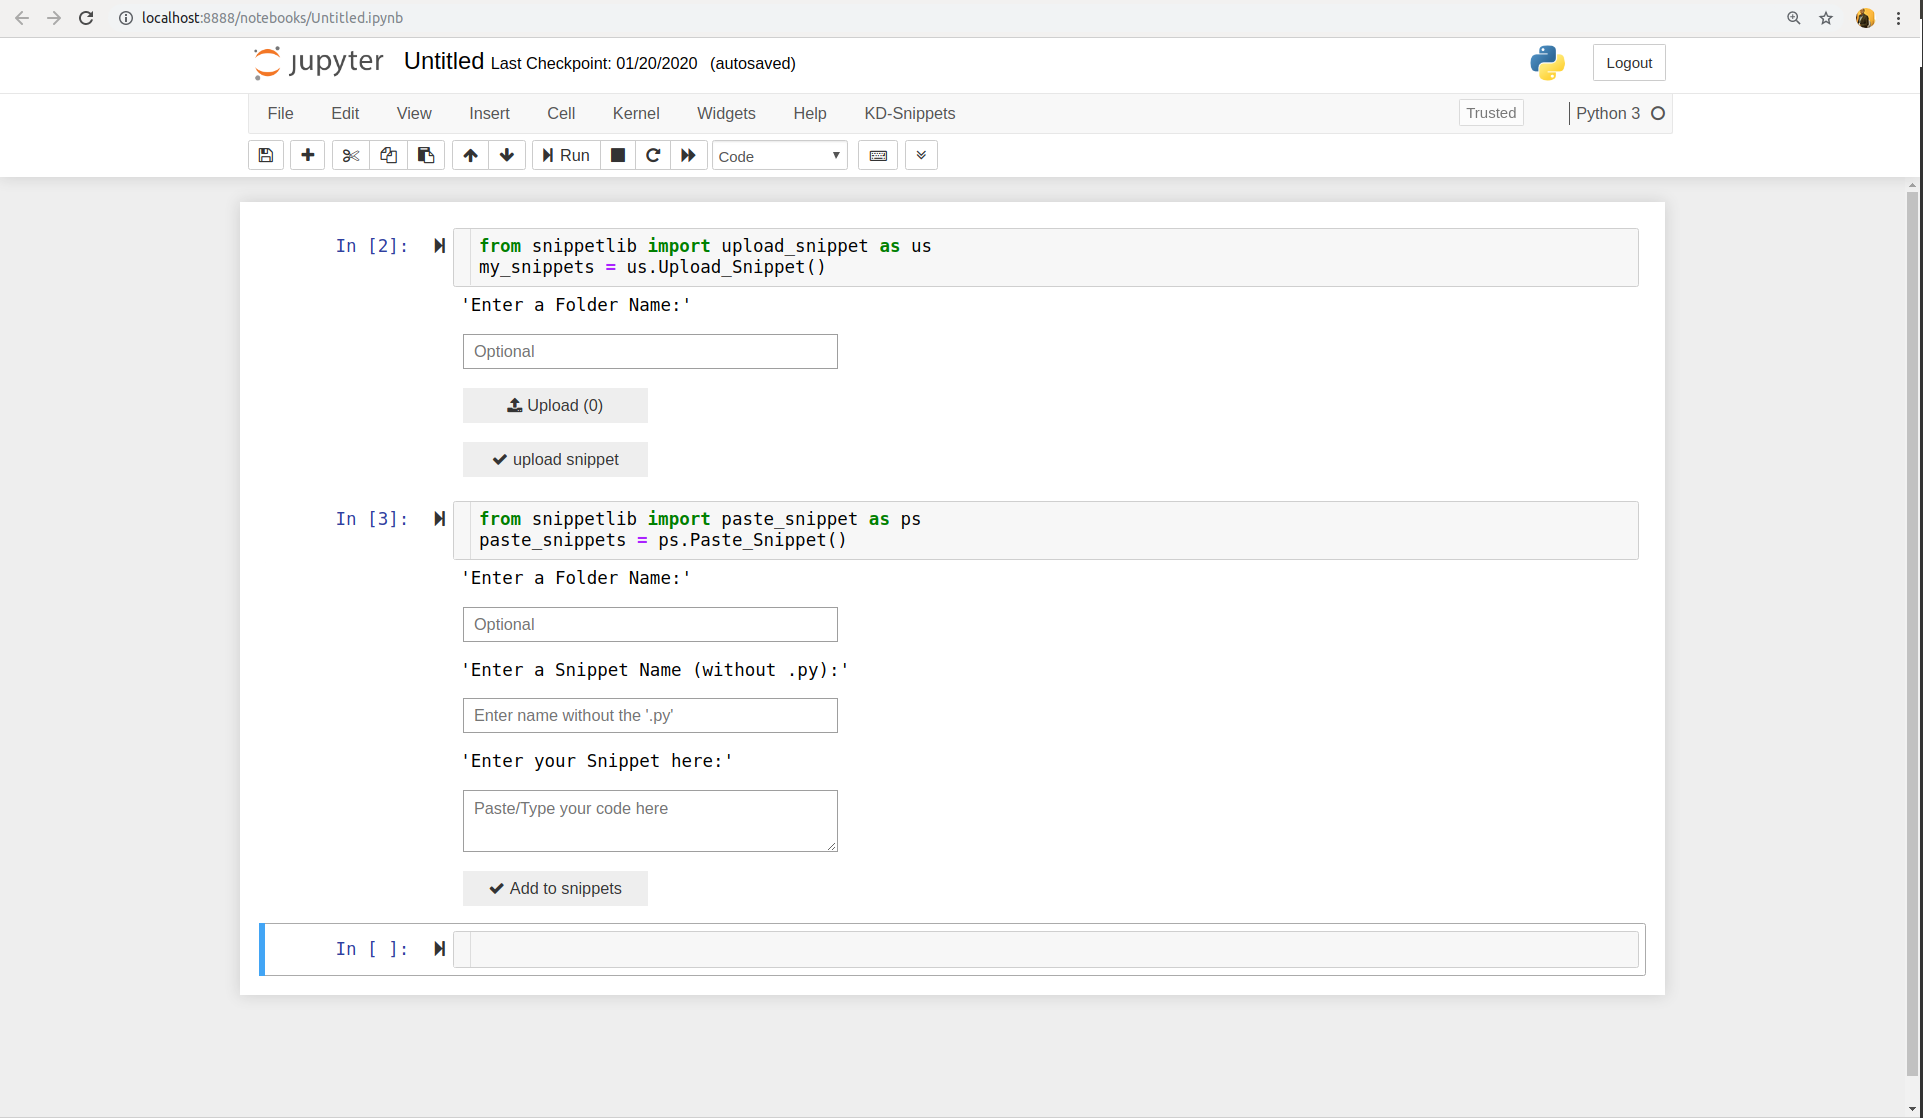 localhost:8888/notebooks/Untitled.ipynb
jupyter Untitled Last Checkpoint: 01/20/2020 (autosaved)
Logout
File Edit View Insert Cell Kernel Widgets Help KD-Snippets
Trusted
Python 3
Run
Code
In [2]:
from snippetlib import upload_snippet as us
my_snippets = us.Upload_Snippet()
'Enter a Folder Name:'
Optional
Upload (0)
upload snippet
In [3]:
from snippetlib import paste_snippet as ps
paste_snippets = ps.Paste_Snippet()
'Enter a Folder Name:'
Optional
'Enter a Snippet Name (without .py):'
Enter name without the '.py'
'Enter your Snippet here:'
Paste/Type your code here
Add to snippets
In [ ]: